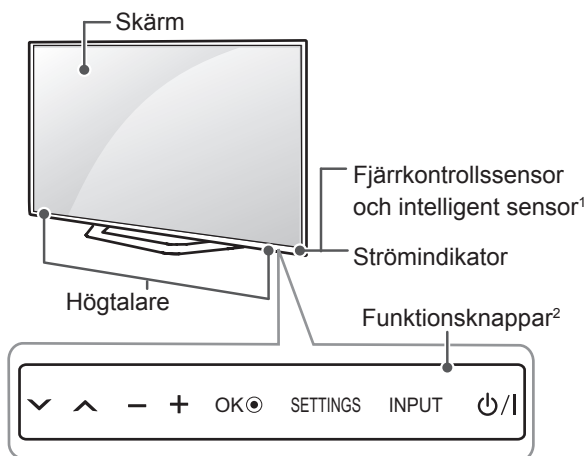 Skärm
Fjärrkontrollssensor
och intelligent sensor1
Strömindikator
Högtalare
Funktionsknappar2
OK SETTINGS INPUT